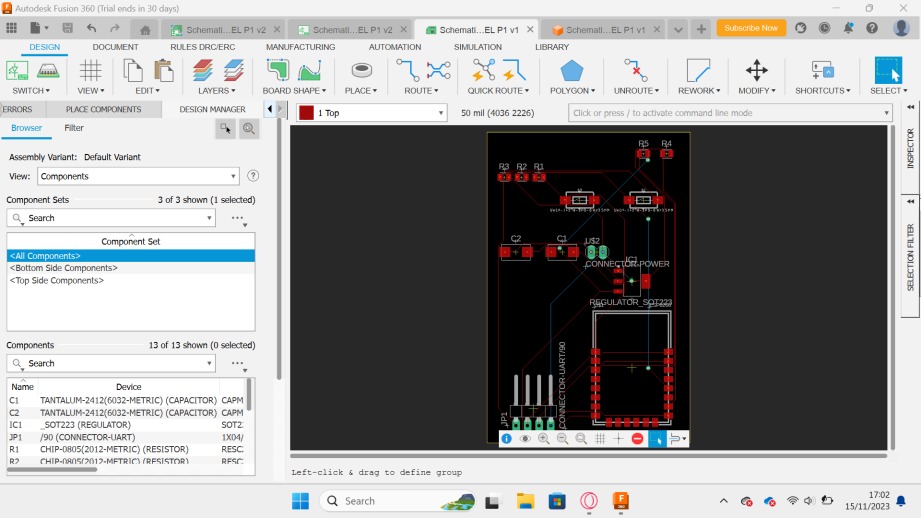 Autodesk Fusion 360 (Trial ends in 30 days)
Schemati...EL P1 v2
Schemati...EL P1 v2
Schemati...EL P1 v1
Schemati...EL P1 v1
Subscribe Now
DESIGN DOCUMENT RULES DRC/ERC MANUFACTURING AUTOMATION SIMULATION LIBRARY
SWITCH VIEW EDIT LAYERS BOARD SHAPE PLACE ROUTE QUICK ROUTE POLYGON UNROUTE REWORK MODIFY SHORTCUTS SELECT
ERRORS PLACE COMPONENTS DESIGN MANAGER
1 Top
50 mil (4036 2226)
Click or press / to activate command line mode
Browser Filter
Assembly Variant: Default Variant
View: Components
Component Sets 3 of 3 shown (1 selected)
Search
Component Set
<All Components>
<Bottom Side Components>
<Top Side Components>
Components 13 of 13 shown (0 selected)
Search
Name Device
C1 TANTALUM-2412(6032-METRIC) (CAPACITOR) CAPM
C2 TANTALUM-2412(6032-METRIC) (CAPACITOR) CAPM
IC1 _SOT223 (REGULATOR) SOT2:
JP1 /90 (CONNECTOR-UART) 1X04/
R1 CHIP-0805(2012-METRIC) (RESISTOR) RESC:
R2 CHIP-0805(2012-METRIC) (RESISTOR) RESC:
R5 R4
R3 R2 R1
C2 C1 U$2
CONNECTOR-POWER
IC1
REGULATOR_SOT223
CONNECTOR-UART/90
JP1
INSPECTOR
SELECTION FILTER
Left-click & drag to define group
Search
17:02
15/11/2023